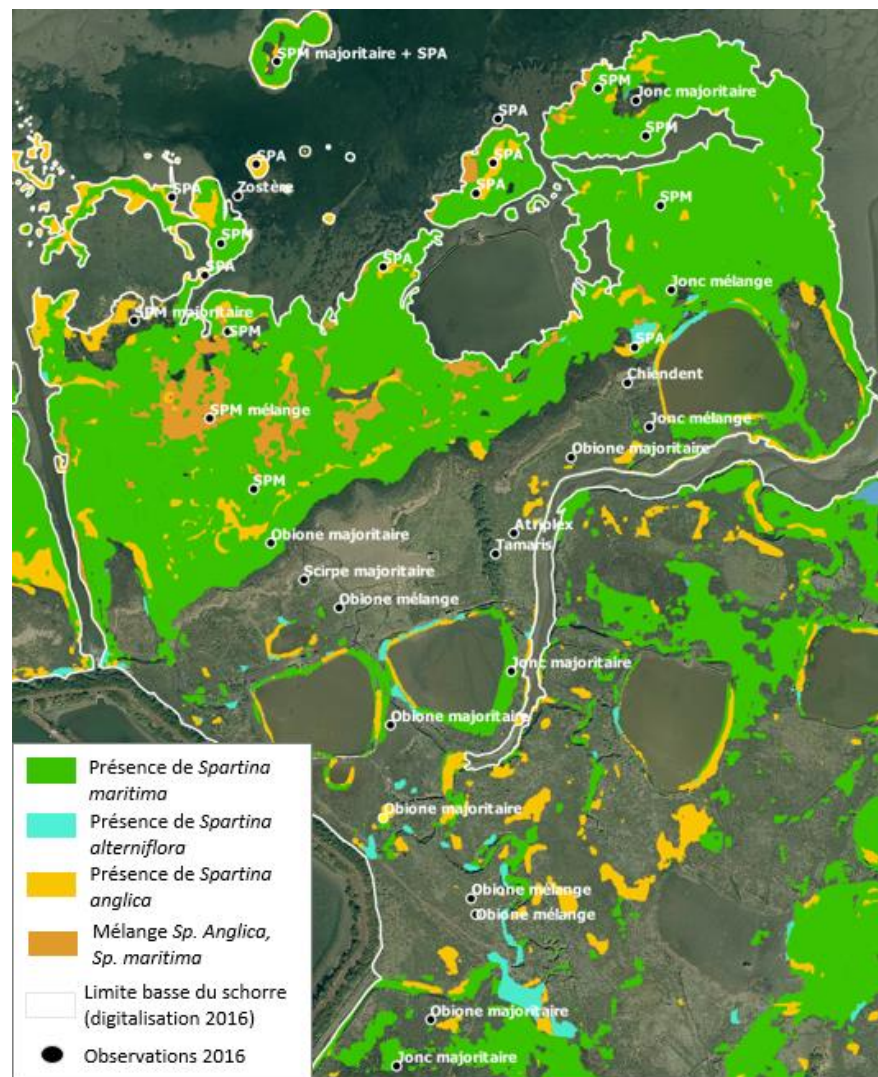 SPM majoritaire + SPA
SPM
Jonc majoritaire
SPA
SPM
SPA
SPA
SPA
SPA
Zostère
SPM
SPM
SPA
SPA
Jonc mélange
SPM majoritaire
SPM
SPA
Chiendent
SPM mélange
Jonc mélange
Obione majoritaire
SPM
Atriplex
Obione majoritaire
Tamaris
Scirpe majoritaire
Obione mélange
Jonc majoritaire
Obione majoritaire
Obione majoritaire
Obione mélange
Obione mélange
Obione majoritaire
Jonc majoritaire
Présence de Spartina
maritima
Présence de Spartina
alterniflora
Présence de Spartina
anglica
Mélange Sp. Anglica,
Sp. maritima
Limite basse du schorre
(digitalisation 2016)
Observations 2016